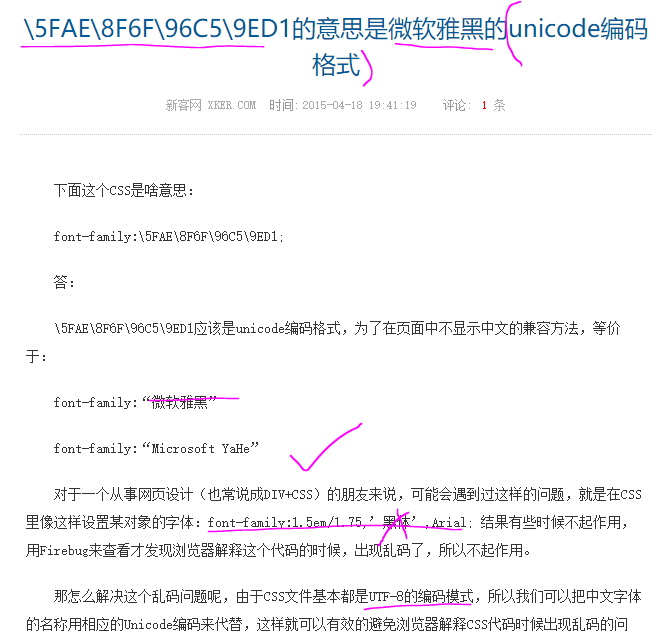 \5FAE\8F6F\96C5\9ED1的意思是微软雅黑的unicode编码
格式
新客网 XKER.COM 时间:2015-04-18 19:41:19 评论: 1 条
下面这个CSS是啥意思:
font-family:\5FAE\8F6F\96C5\9ED1;
答:
\5FAE\8F6F\96C5\9ED1应该是unicode编码格式,为了在页面中不显示中文的兼容方法,等价
于:
font-family:“微软雅黑”
font-family:“Microsoft YaHe”
对于一个从事网页设计(也常说成DIV+CSS)的朋友来说,可能会遇到过这样的问题,就是在CSS
里像这样设置某对象的字体:font-family:1.5em/1.75,’黑体’,Arial; 结果有些时候不起作用,
用Firebug来查看才发现浏览器解释这个代码的时候,出现乱码了,所以不起作用。
那怎么解决这个乱码问题呢,由于CSS文件基本都是UTF-8的编码模式,所以我们可以把中文字体
的名称用相应的Unicode编码来代替,这样就可以有效的避免浏览器解释CSS代码时候出现乱码的问